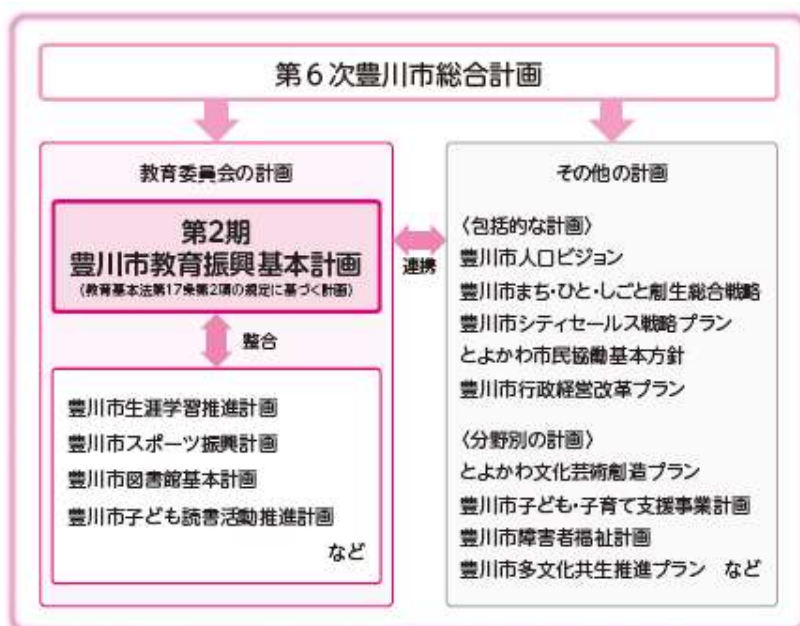 第6次豊川市総合計画
教育委員会の計画
第2期
豊川市教育振興基本計画
(教育基本法第17条第2項の規定に基づく計画)
整合
豊川市生涯学習推進計画
豊川市スポーツ振興計画
豊川市図書館基本計画
豊川市子ども読書活動推進計画
など
連携
その他の計画
〈包括的な計画〉
豊川市人口ビジョン
豊川市まち・ひと・しごと創生総合戦略
豊川市シティセールス戦略プラン
とよかわ市民協働基本方針
豊川市行政経営改革プラン
〈分野別の計画〉
とよかわ文化芸術創造プラン
豊川市子ども・子育て支援事業計画
豊川市障害者福祉計画
豊川市多文化共生推進プラン など